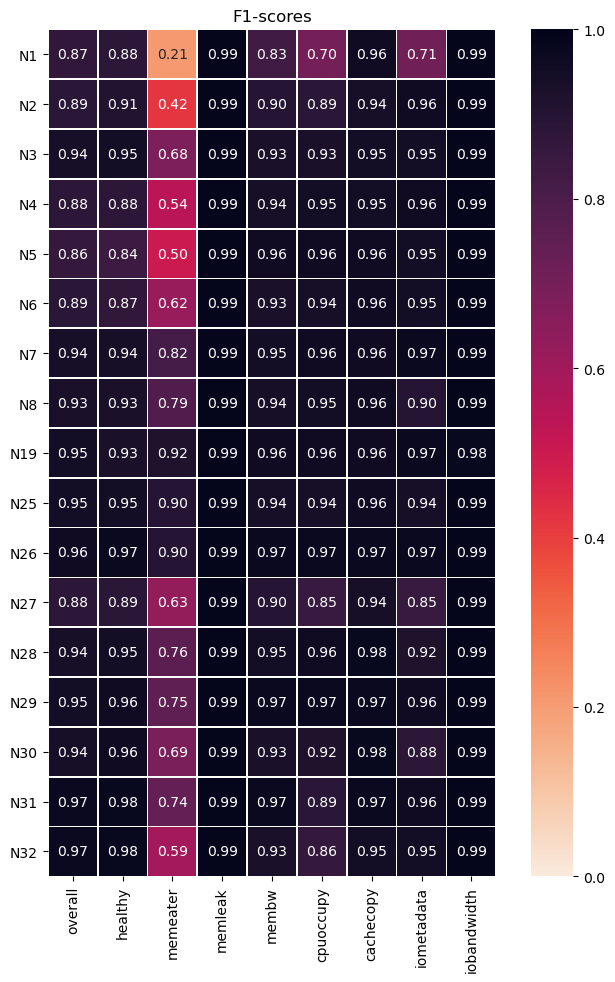 F1-scores
N1 0.87 0.88 0.21 0.99 0.83 0.70 0.96 0.71 0.99
N2 0.89 0.91 0.42 0.99 0.90 0.89 0.94 0.96 0.99
N3 0.94 0.95 0.68 0.99 0.93 0.93 0.95 0.95 0.99
N4 0.88 0.88 0.54 0.99 0.94 0.95 0.95 0.96 0.99
N5 0.86 0.84 0.50 0.99 0.96 0.96 0.96 0.95 0.99
N6 0.89 0.87 0.62 0.99 0.93 0.94 0.96 0.95 0.99
N7 0.94 0.94 0.82 0.99 0.95 0.96 0.96 0.97 0.99
N8 0.93 0.93 0.79 0.99 0.94 0.95 0.96 0.90 0.99
N19 0.95 0.93 0.92 0.99 0.96 0.96 0.96 0.97 0.98
N25 0.95 0.95 0.90 0.99 0.94 0.94 0.96 0.94 0.99
N26 0.96 0.97 0.90 0.99 0.97 0.97 0.97 0.97 0.99
N27 0.88 0.89 0.63 0.99 0.90 0.85 0.94 0.85 0.99
N28 0.94 0.95 0.76 0.99 0.95 0.96 0.98 0.92 0.99
N29 0.95 0.96 0.75 0.99 0.97 0.97 0.97 0.96 0.99
N30 0.94 0.96 0.69 0.99 0.93 0.92 0.98 0.88 0.99
N31 0.97 0.98 0.74 0.99 0.97 0.89 0.97 0.96 0.99
N32 0.97 0.98 0.59 0.99 0.93 0.86 0.95 0.95 0.99
overall healthy memeater memleak membw cpuoccupy cachecopy iometadata iobandwidth
1.0
0.8
0.6
0.4
0.2
0.0